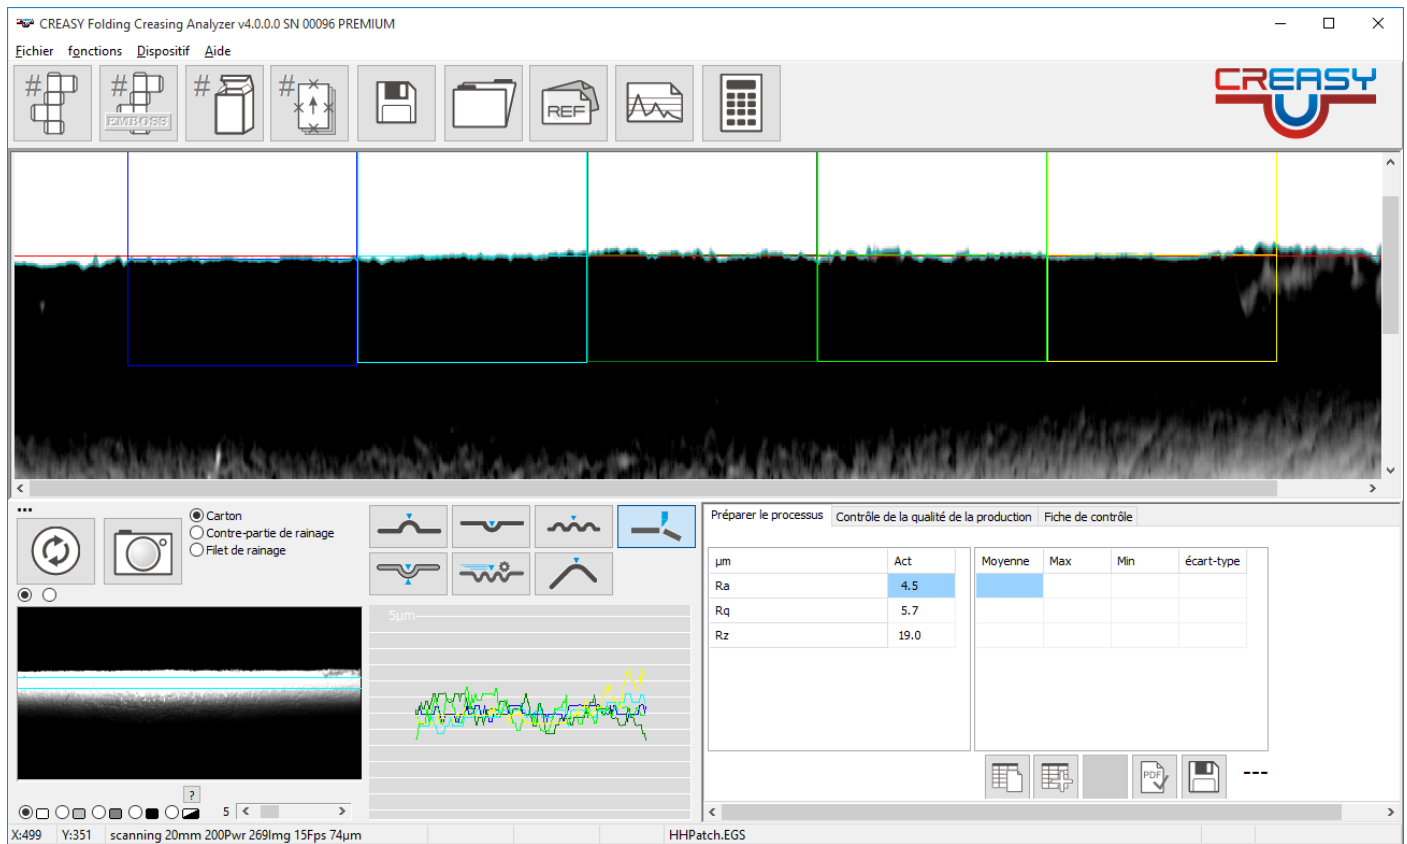 CREASY Folding Creasing Analyzer v4.0.0.0 SN 00096 PREMIUM
Fichier fonctions Dispositif Aide
# # # #
EMBOSS
REF
CREASY
...
Carton
Contre-partie de rainage
Filet de rainage
5µm
?
5
Préparer le processus Contrôle de la qualité de la production Fiche de contrôle
µm Act Moyenne Max Min écart-type
Ra 4.5
Rq 5.7
Rz 19.0
PDF
---
X:499 Y:351 scanning 20mm 200Pwr 269Img 15Fps 74µm HHPatch.EGS